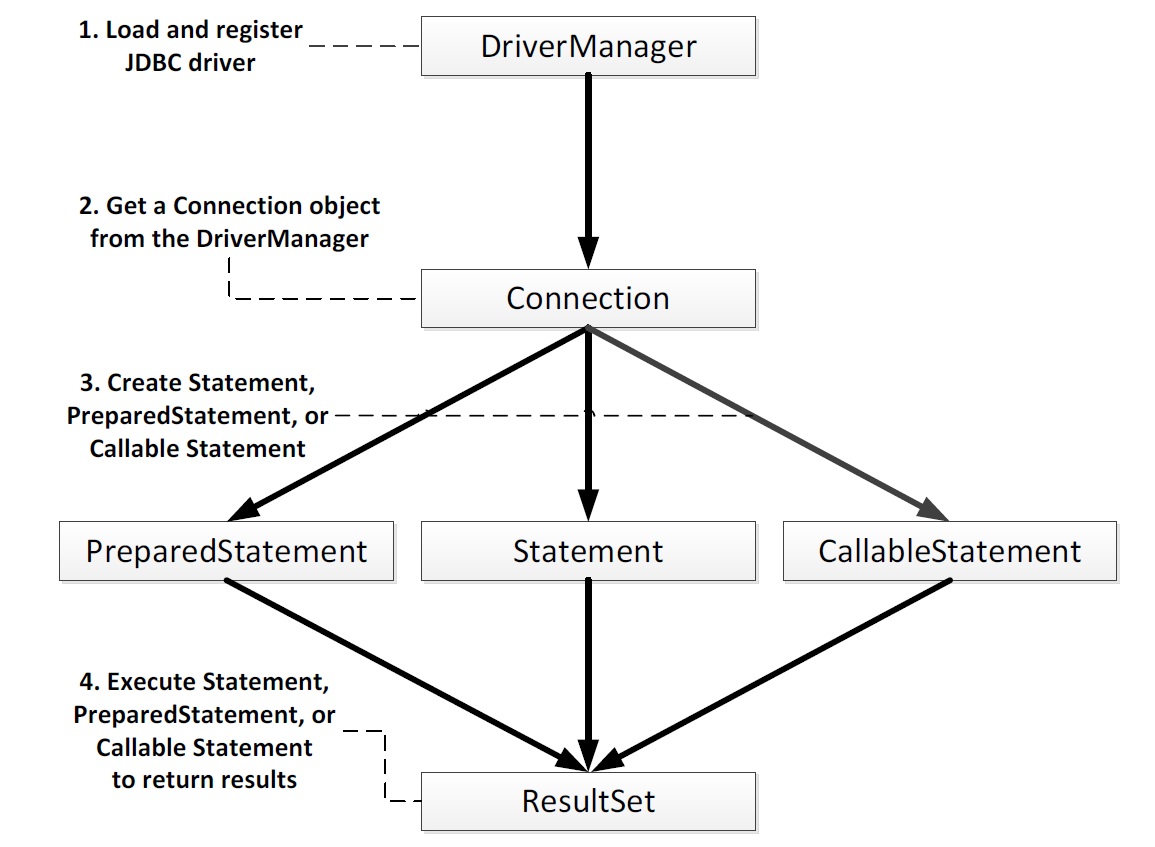 1. Load and register
JDBC driver
DriverManager
2. Get a Connection object
from the DriverManager
Connection
3. Create Statement,
PreparedStatement, or
Callable Statement
PreparedStatement
Statement
CallableStatement
4. Execute Statement,
PreparedStatement, or
Callable Statement
to return results
ResultSet